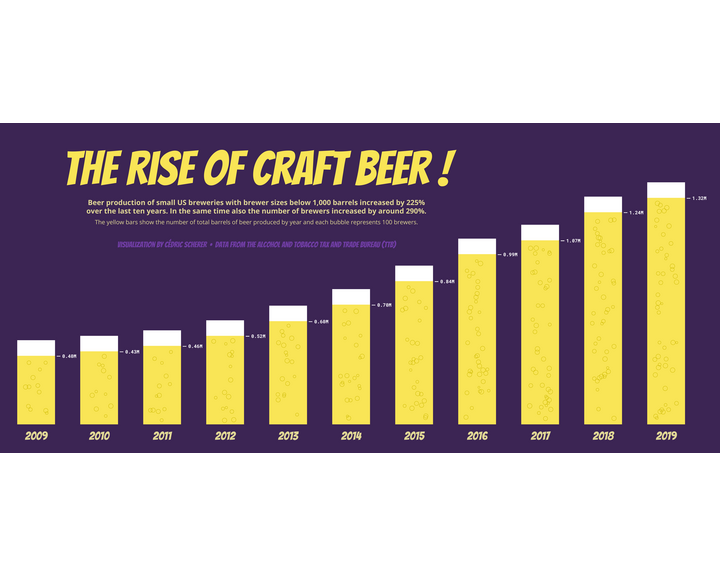 THE RISE OF CRAFT BEER !
Beer production of small US breweries with brewer sizes below 1,000 barrels increased by 225%
over the last ten years. In the same time also the number of brewers increased by around 290%.
The yellow bars show the number of total barrels of beer produced by year and each bubble represents 100 brewers.
VISUALIZATION BY CÉDRIC SCHERER • DATA FROM THE ALCOHOL AND TOBACCO TAX AND TRADE BUREAU (TTB)
0.40M
0.43M
0.46M
0.52M
0.60M
0.70M
0.84M
0.99M
1.07M
1.24M
1.32M
2009 2010 2011 2012 2013 2014 2015 2016 2017 2018 2019